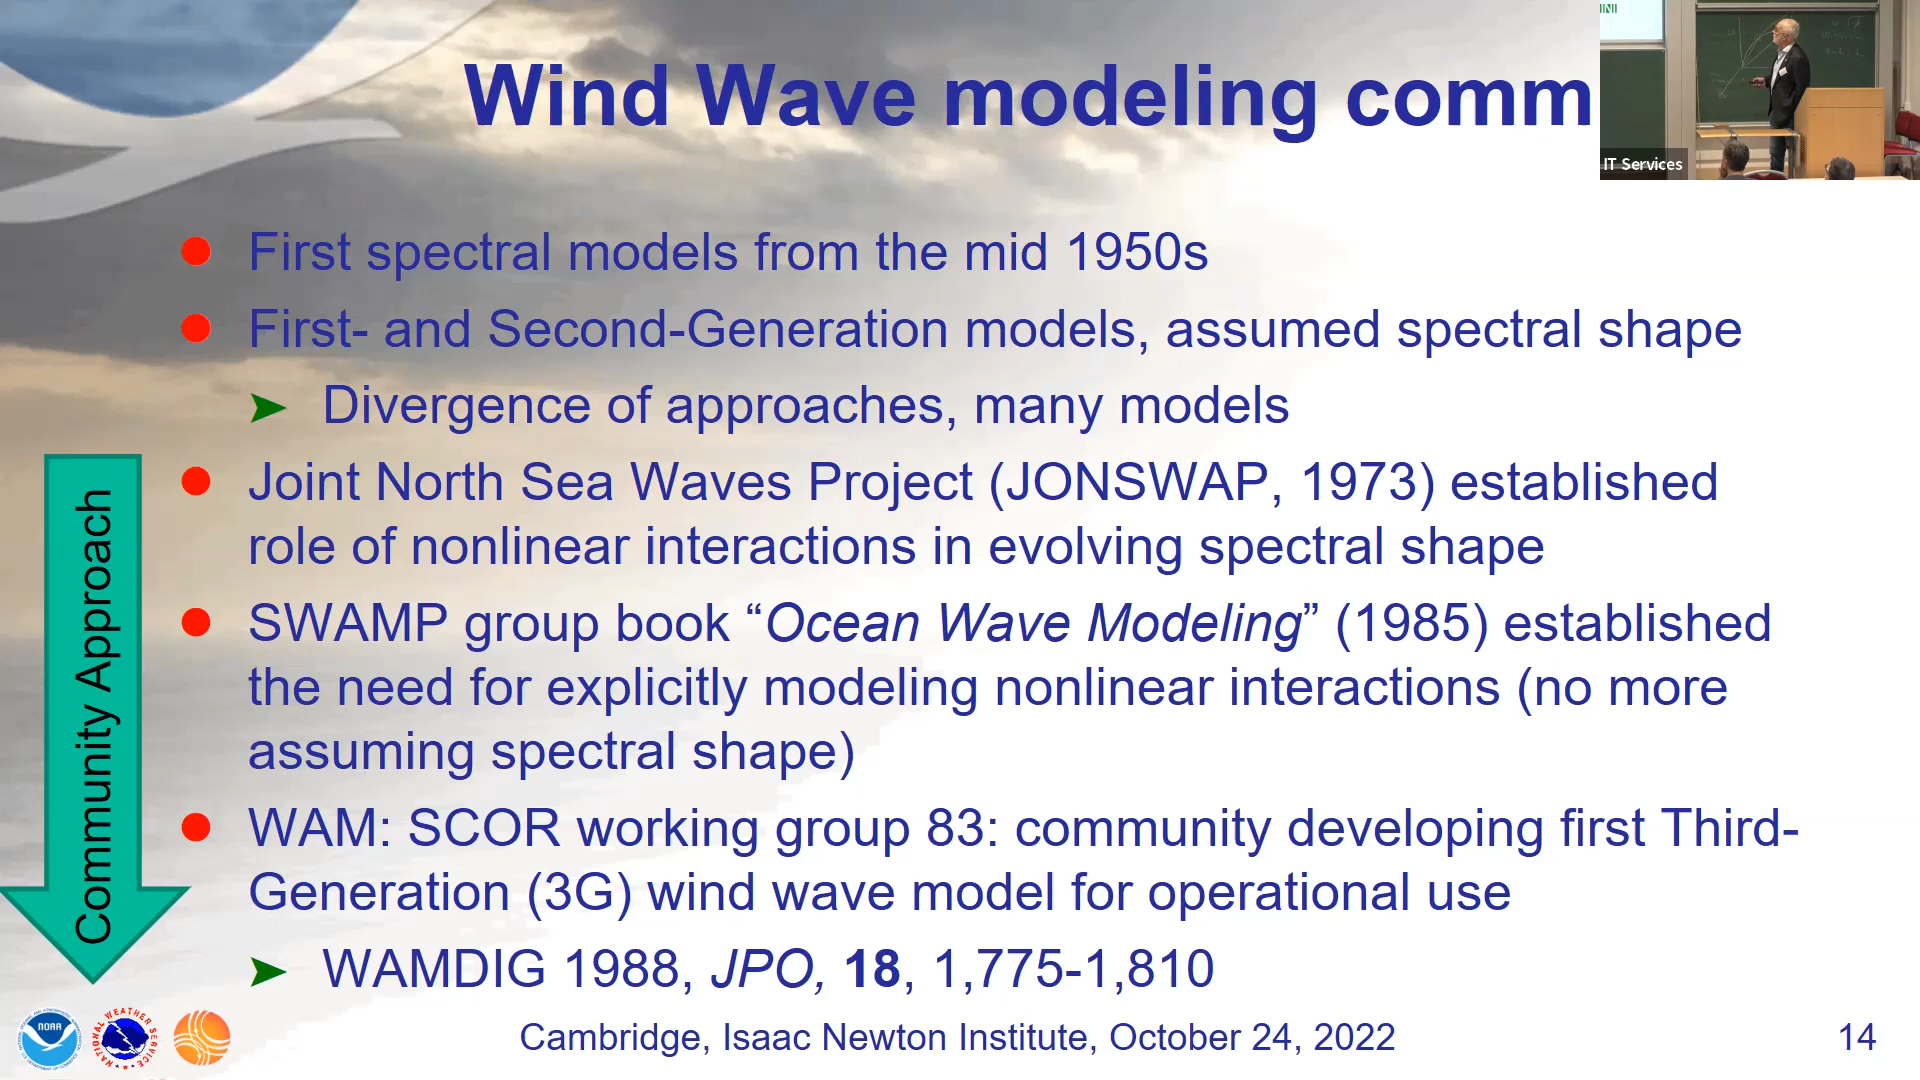 Wind Wave modeling comm
IT Services
First spectral models from the mid 1950s
First- and Second-Generation models, assumed spectral shape
Divergence of approaches, many models
Joint North Sea Waves Project (JONSWAP, 1973) established
role of nonlinear interactions in evolving spectral shape
SWAMP group book “Ocean Wave Modeling” (1985) established
the need for explicitly modeling nonlinear interactions (no more
assuming spectral shape)
WAM: SCOR working group 83: community developing first Third-
Generation (3G) wind wave model for operational use
WAMDIG 1988, JPO, 18, 1,775-1,810
Community Approach
NOAA
NATIONAL WEATHER SERVICE
Cambridge, Isaac Newton Institute, October 24, 2022
14